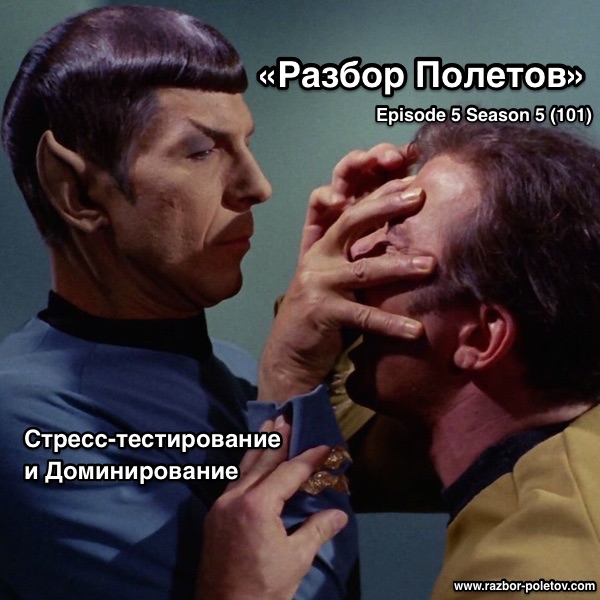 «Разбор Полетов»
Episode 5 Season 5 (101)
Стресс-тестирование
и Доминирование
www.razbor-poletov.com